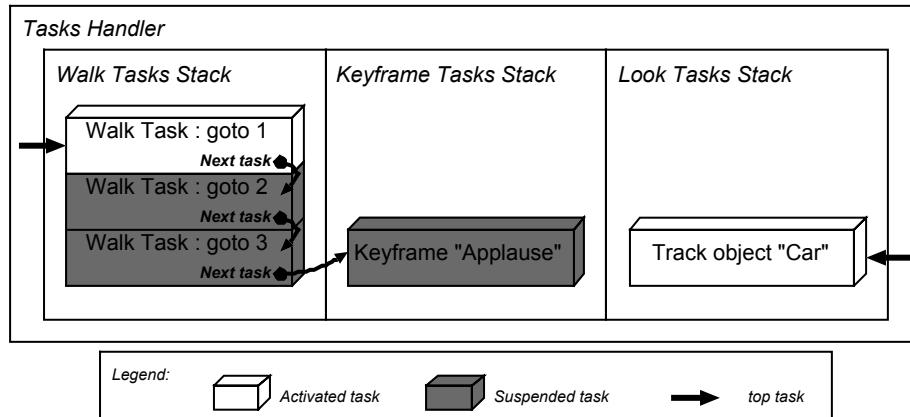 Tasks Handler
Walk Tasks Stack
Keyframe Tasks Stack
Look Tasks Stack
Walk Task : goto 1
Next task
Walk Task : goto 2
Next task
Walk Task : goto 3
Next task
Keyframe "Applause"
Track object "Car"
Legend:
Activated task
Suspended task
top task